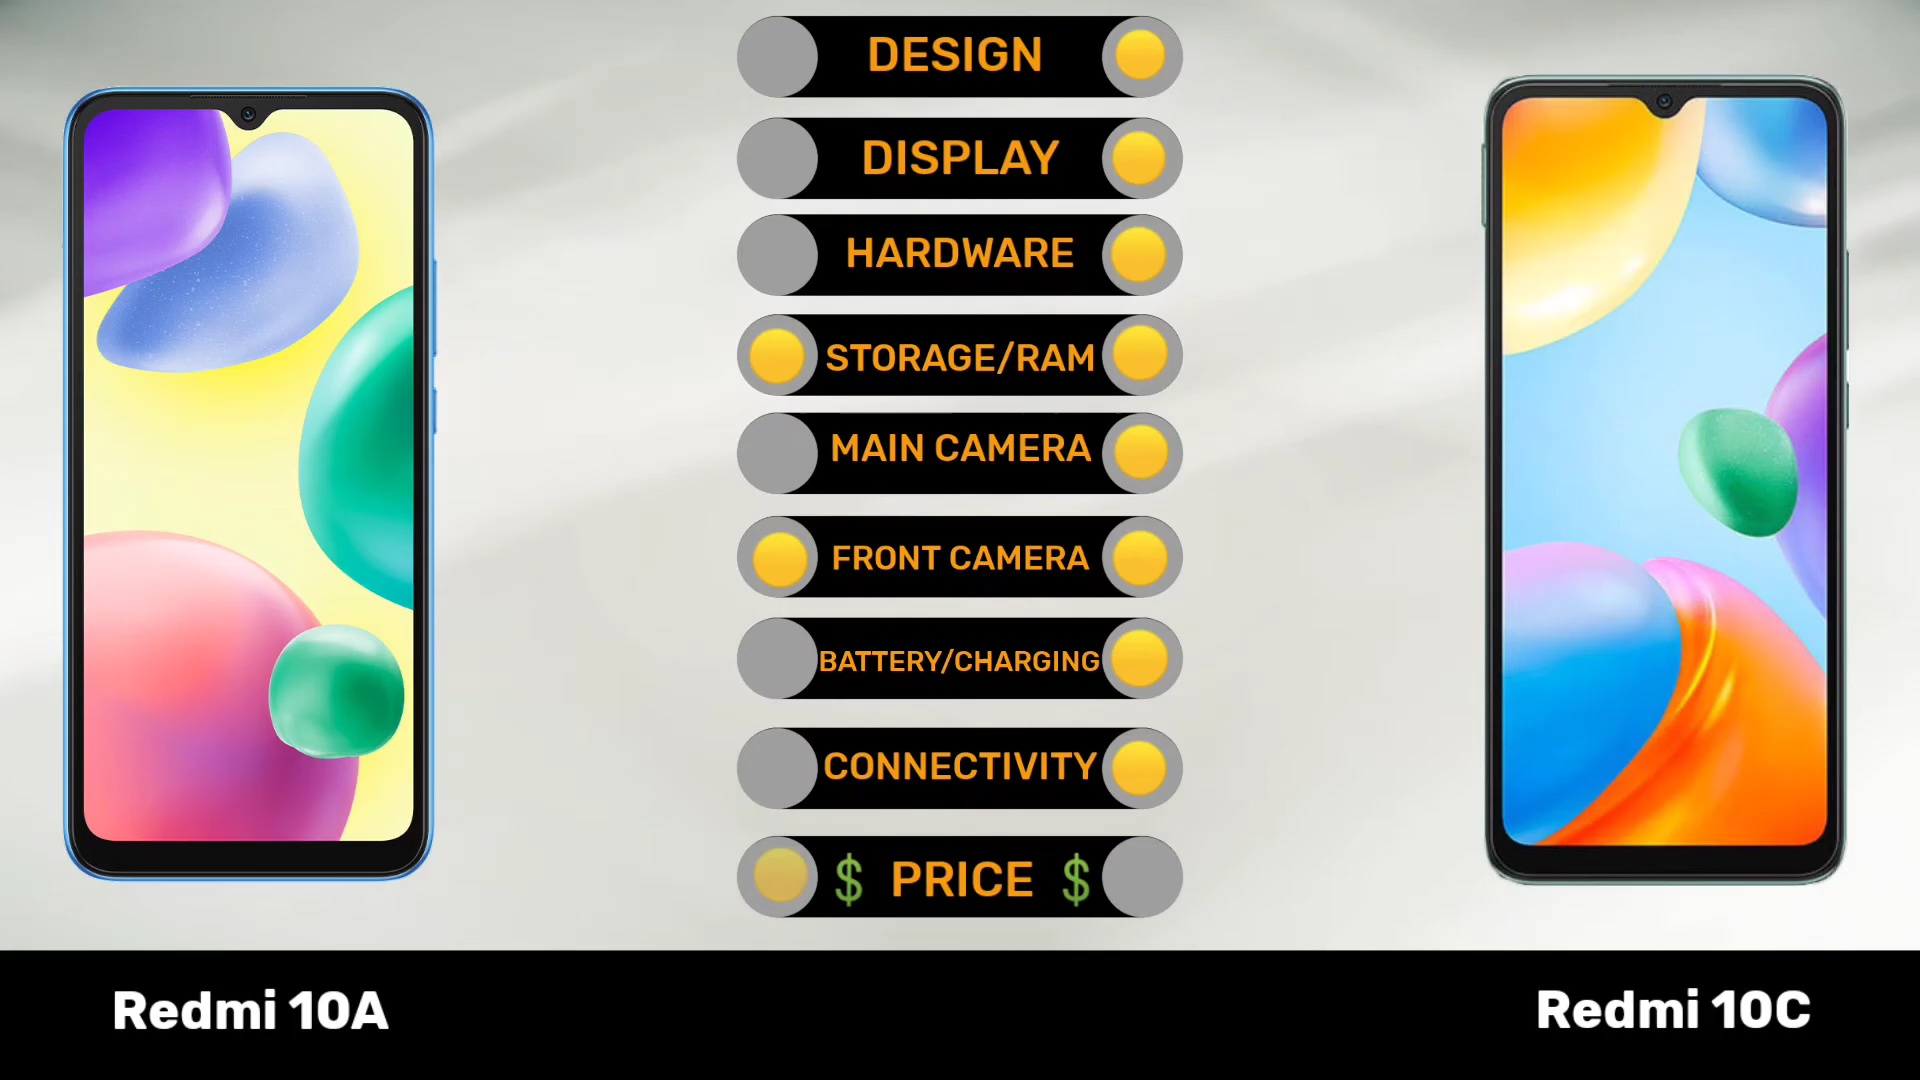 DESIGN
DISPLAY
HARDWARE
STORAGE/RAM
MAIN CAMERA
FRONT CAMERA
BATTERY/CHARGING
CONNECTIVITY
$ PRICE $
Redmi 10A
Redmi 10C